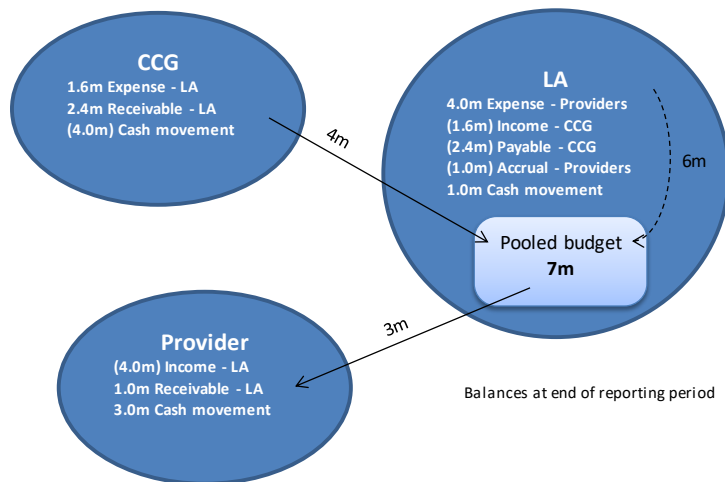 CCG
1.6m Expense - LA
2.4m Receivable - LA
(4.0m) Cash movement
4m
LA
4.0m Expense - Providers
(1.6m) Income - CCG
(2.4m) Payable - CCG
(1.0m) Accrual - Providers
1.0m Cash movement
6m
Pooled budget
7m
3m
Provider
(4.0m) Income - LA
1.0m Receivable - LA
3.0m Cash movement
Balances at end of reporting period